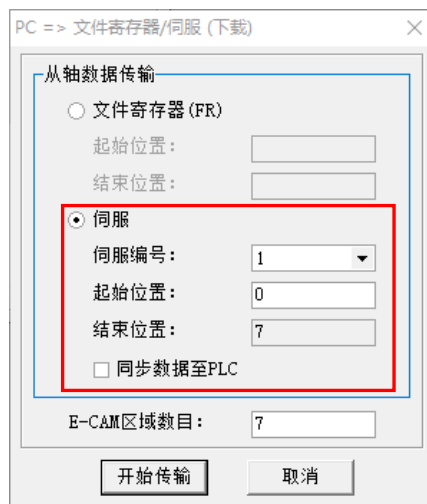 PC => 文件寄存器/伺服 (下载)
从轴数据传输
文件寄存器(FR)
起始位置：
结束位置：
伺服
伺服编号： 1
起始位置： 0
结束位置： 7
同步数据至PLC
E-CAM区域数目： 7
开始传输 取消